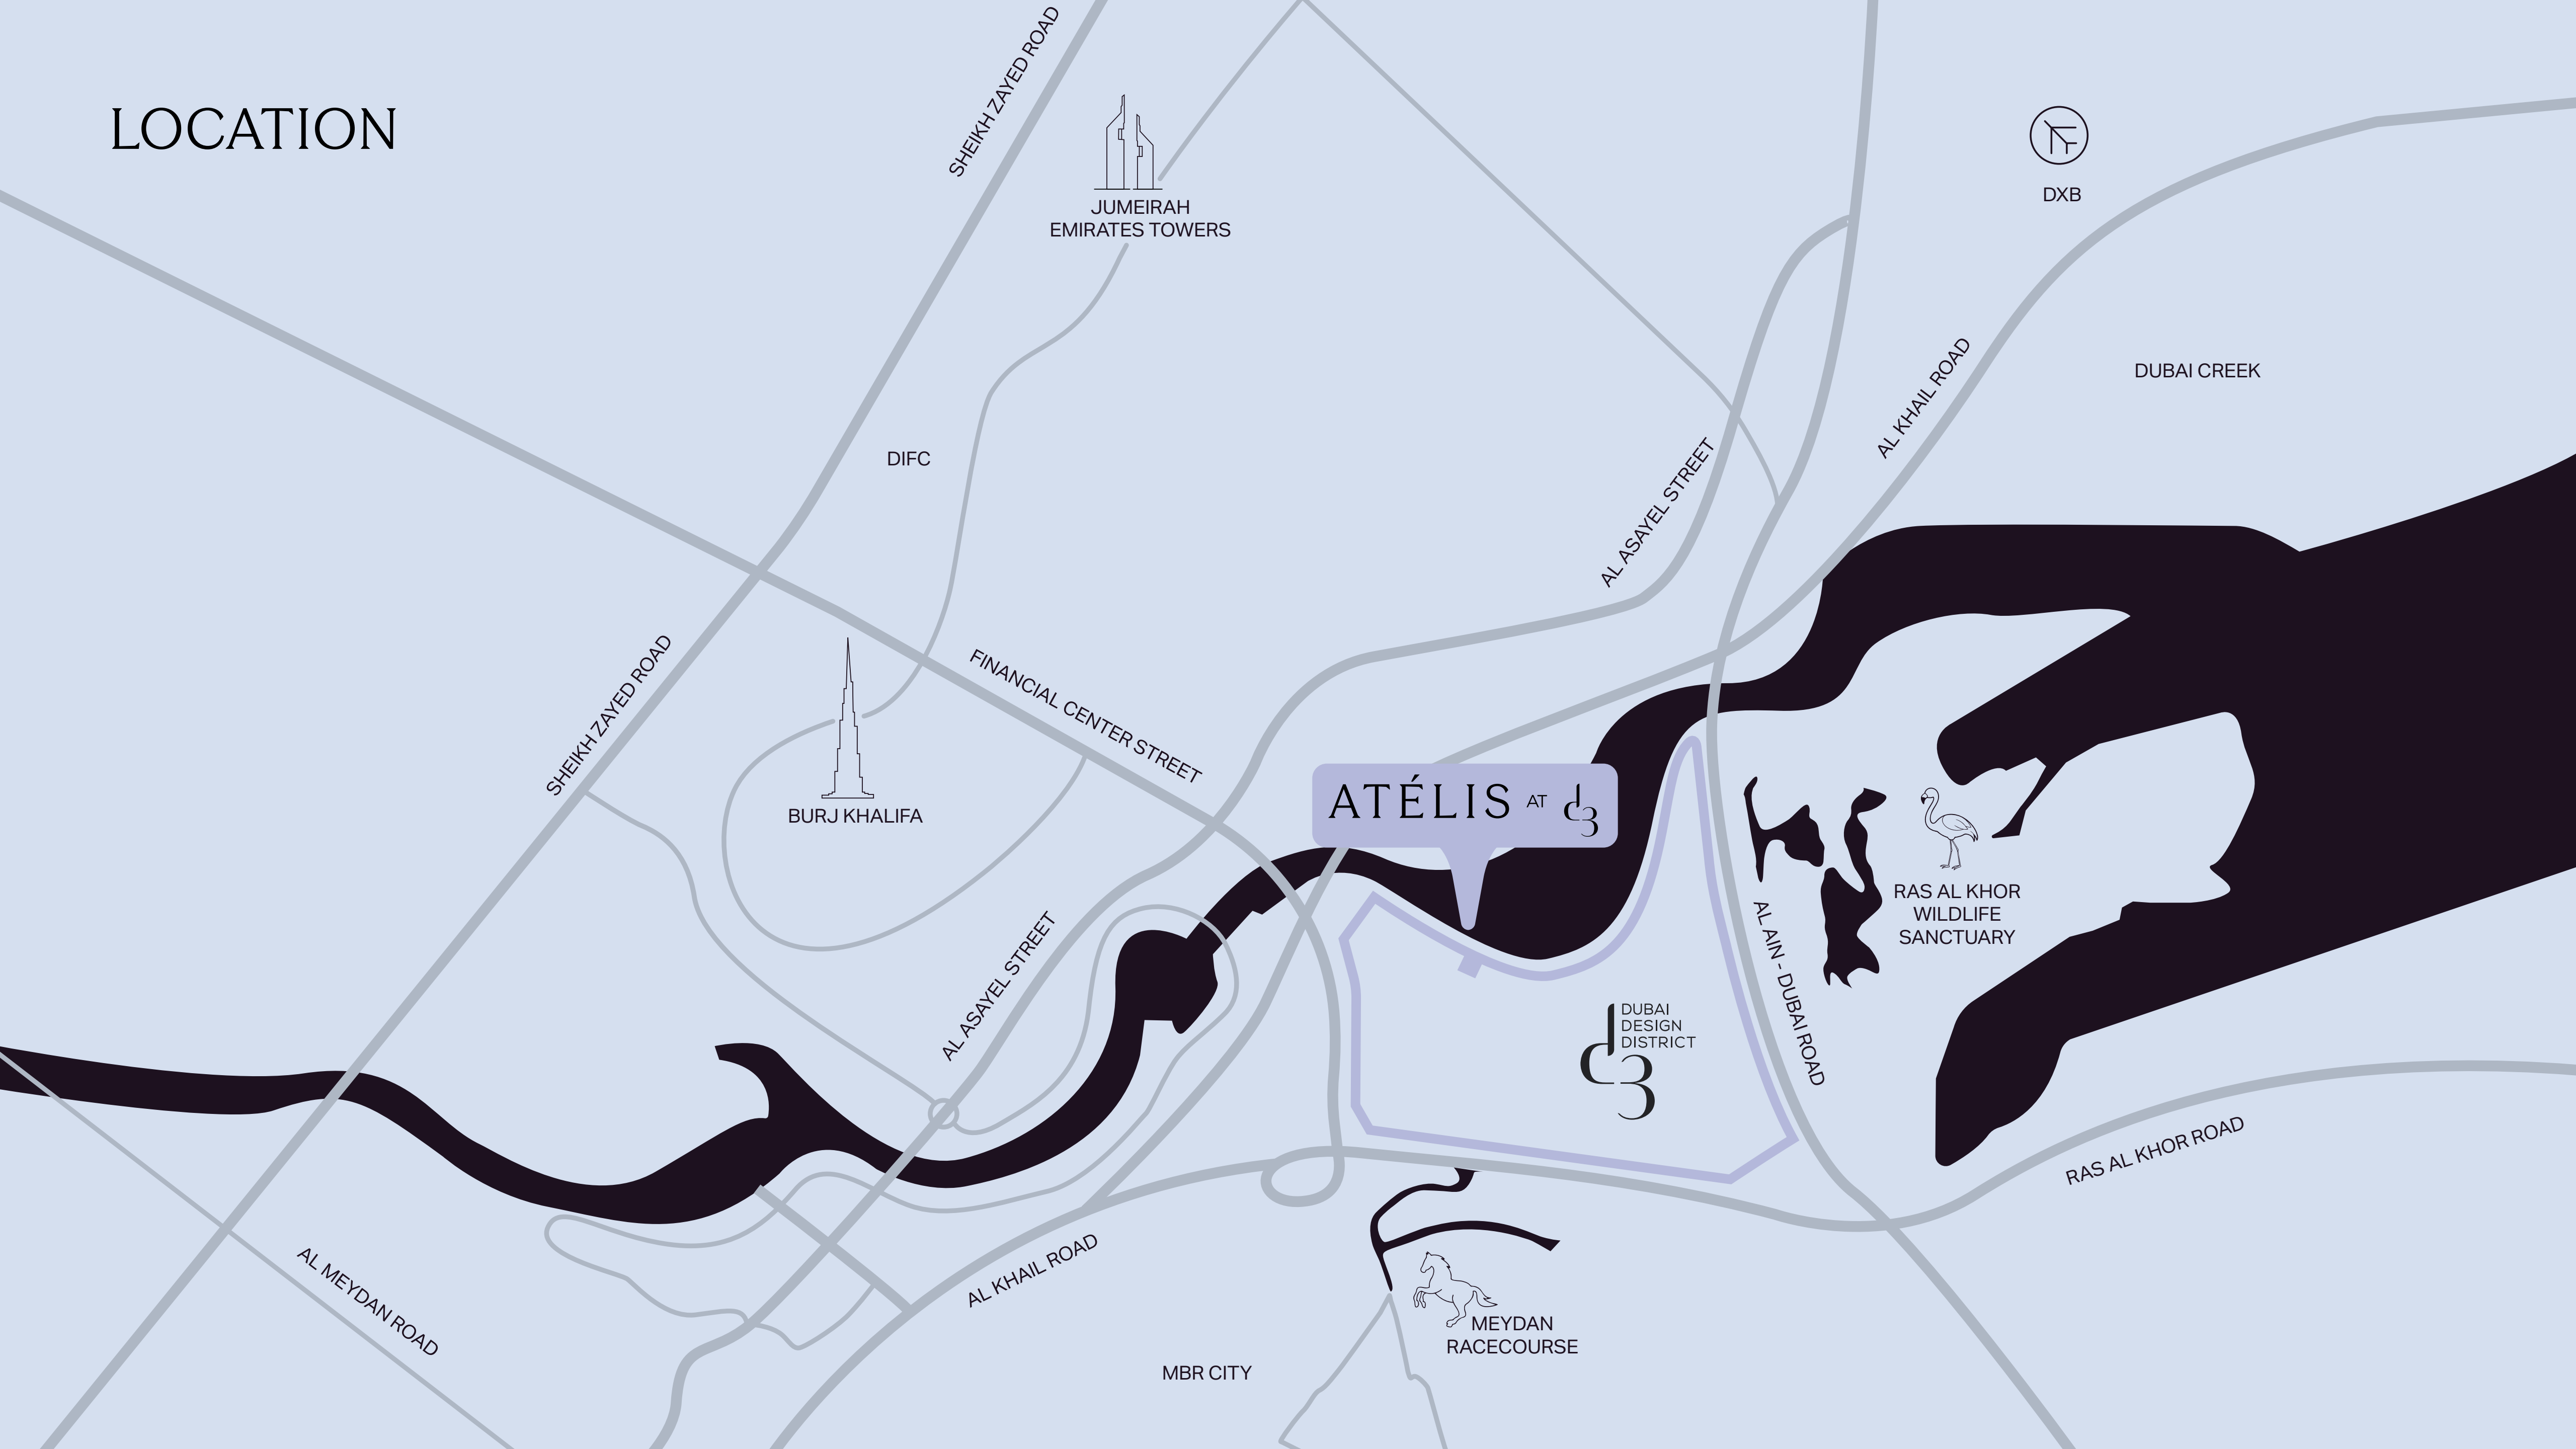 LOCATION
SHEIKH ZAYED ROAD
JUMEIRAH
EMIRATES TOWERS
DXB
DUBAI CREEK
AL KHAIL ROAD
DIFC
AL ASAYEL STREET
SHEIKH ZAYED ROAD
FINANCIAL CENTER STREET
BURJ KHALIFA
ATÉLIS AT d3
RAS AL KHOR
WILDLIFE
SANCTUARY
AL ASAYEL STREET
AL AIN - DUBAI ROAD
DUBAI
DESIGN
DISTRICT
d3
RAS AL KHOR ROAD
AL MEYDAN ROAD
AL KHAIL ROAD
MEYDAN
RACECOURSE
MBR CITY